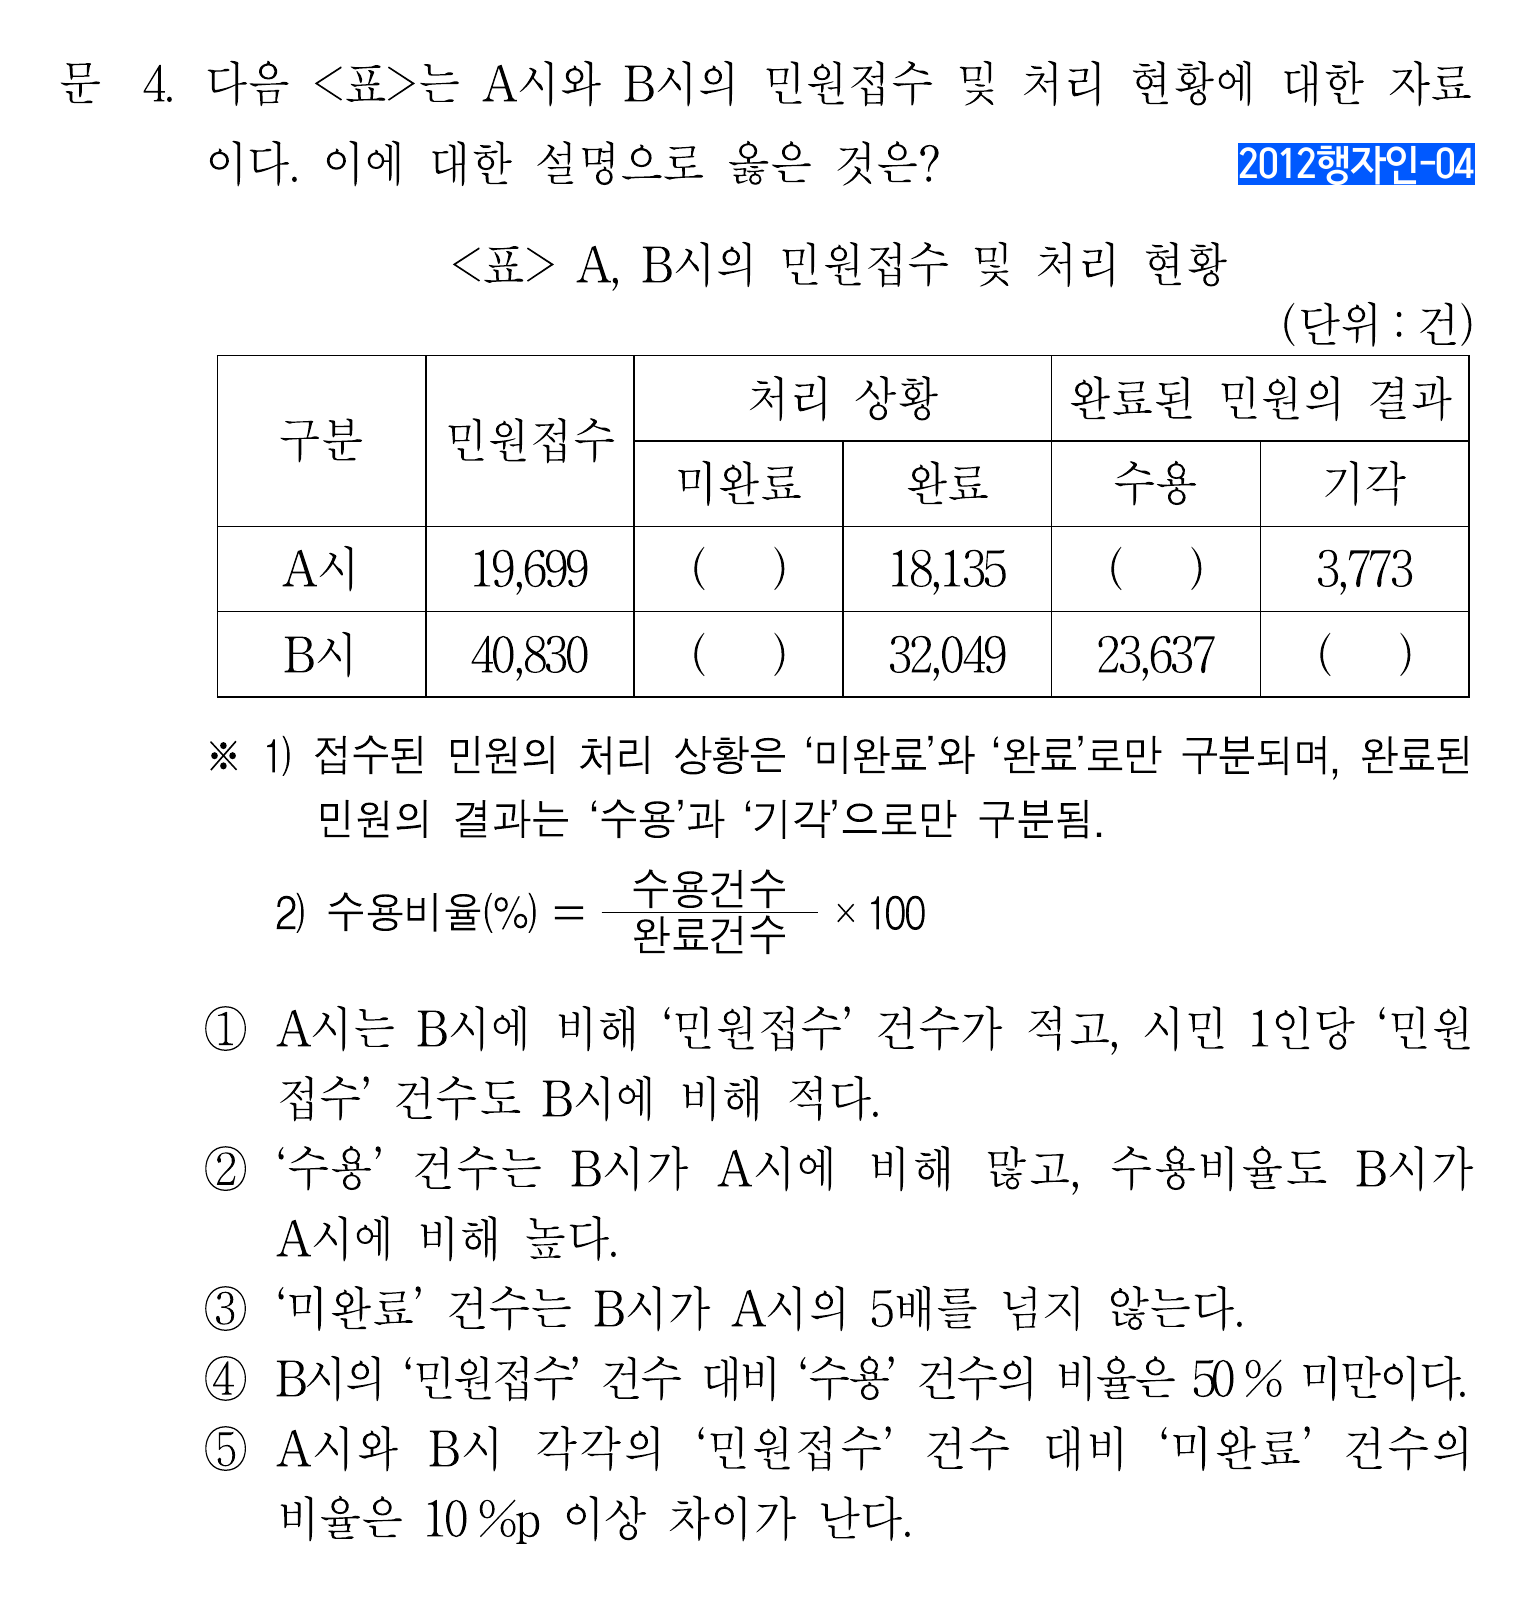 문 4. 다음 <표>는 A시와 B시의 민원접수 및 처리 현황에 대한 자료
이다. 이에 대한 설명으로 옳은 것은?
2012행자인-04
<표> A, B시의 민원접수 및 처리 현황
(단위 : 건)
구분 민원접수 처리 상황 완료된 민원의 결과
미완료 완료 수용 기각
A시 19,699 ( ) 18,135 ( ) 3,773
B시 40,830 ( ) 32,049 23,637 ( )
※ 1) 접수된 민원의 처리 상황은 ‘미완료’와 ‘완료’로만 구분되며, 완료된
민원의 결과는 ‘수용’과 ‘기각’으로만 구분됨.
2) 수용비율(%) = 수용건수 / 완료건수 × 100
① A시는 B시에 비해 ‘민원접수’ 건수가 적고, 시민 1인당 ‘민원
접수’ 건수도 B시에 비해 적다.
② ‘수용’ 건수는 B시가 A시에 비해 많고, 수용비율도 B시가
A시에 비해 높다.
③ ‘미완료’ 건수는 B시가 A시의 5배를 넘지 않는다.
④ B시의 ‘민원접수’ 건수 대비 ‘수용’ 건수의 비율은 50 % 미만이다.
⑤ A시와 B시 각각의 ‘민원접수’ 건수 대비 ‘미완료’ 건수의
비율은 10 %p 이상 차이가 난다.